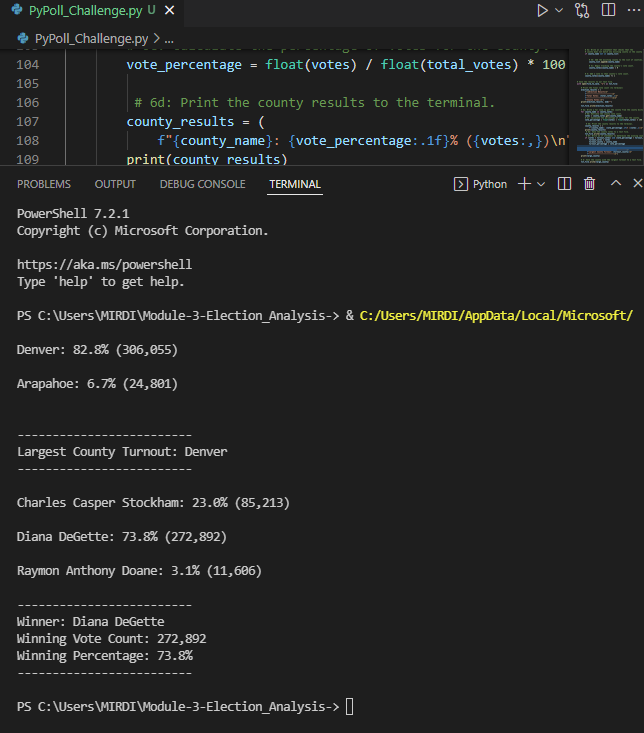 PyPoll_Challenge.py U
PyPoll_Challenge.py > ...
104 vote_percentage = float(votes) / float(total_votes) * 100
105
106 # 6d: Print the county results to the terminal.
107 county_results = (
108 f"{county_name}: {vote_percentage:.1f}% ({votes:,})\n"
109 print(county_results)
PROBLEMS OUTPUT DEBUG CONSOLE TERMINAL Python
PowerShell 7.2.1
Copyright (c) Microsoft Corporation.
https://aka.ms/powershell
Type 'help' to get help.
PS C:\Users\MIRDI\Module-3-Election_Analysis-> & C:/Users/MIRDI/AppData/Local/Microsoft/
Denver: 82.8% (306,055)
Arapahoe: 6.7% (24,801)
-------------------------
Largest County Turnout: Denver
-------------------------
Charles Casper Stockham: 23.0% (85,213)
Diana DeGette: 73.8% (272,892)
Raymon Anthony Doane: 3.1% (11,606)
-------------------------
Winner: Diana DeGette
Winning Vote Count: 272,892
Winning Percentage: 73.8%
-------------------------
PS C:\Users\MIRDI\Module-3-Election_Analysis->